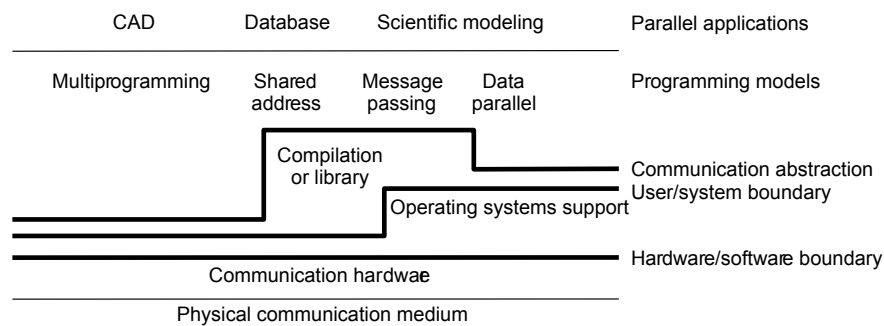 CAD Database Scientific modeling Parallel applications
Multiprogramming Shared address Message passing Data parallel Programming models
Compilation or library
Communication abstraction
User/system boundary
Operating systems support
Hardware/software boundary
Communication hardware
Physical communication medium